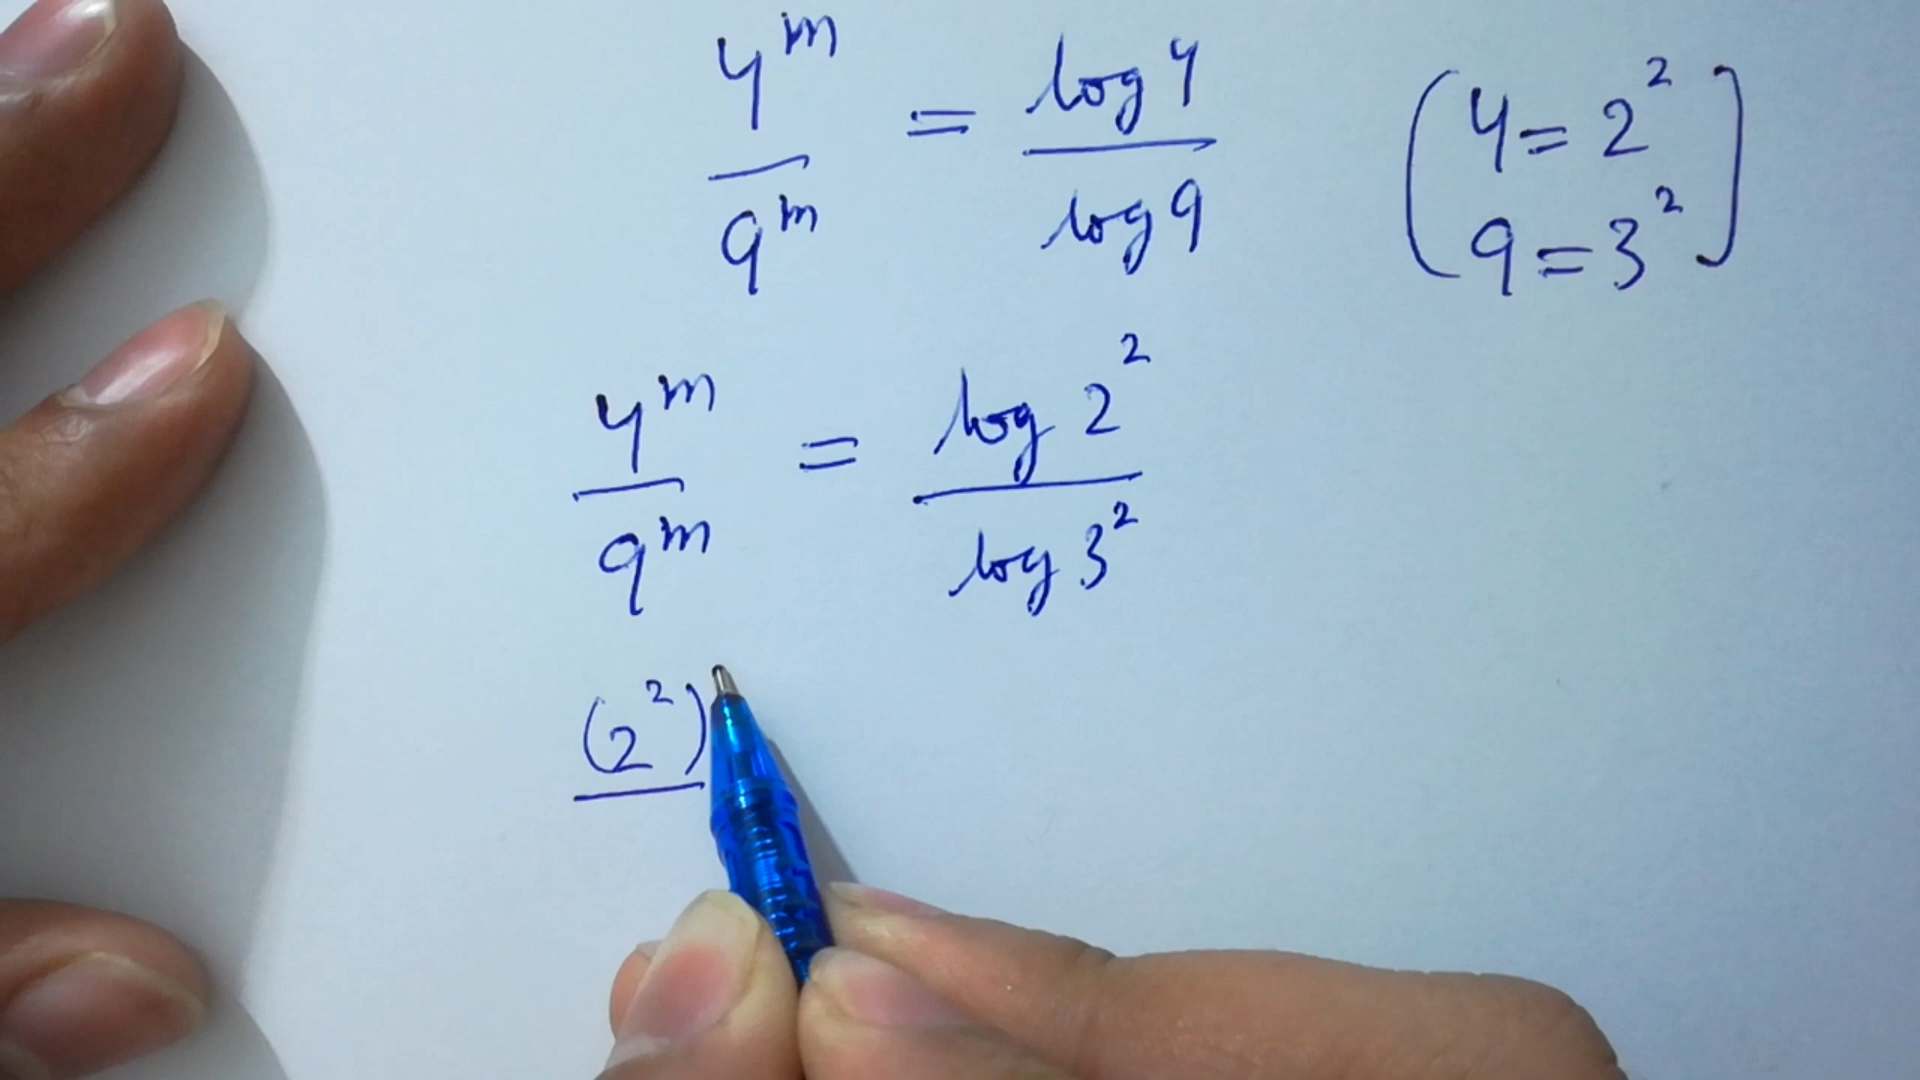 4^m / 9^m = log 4 / log 9 (4 = 2^2
9 = 3^2)
4^m / 9^m = log 2^2 / log 3^2
(2^2)